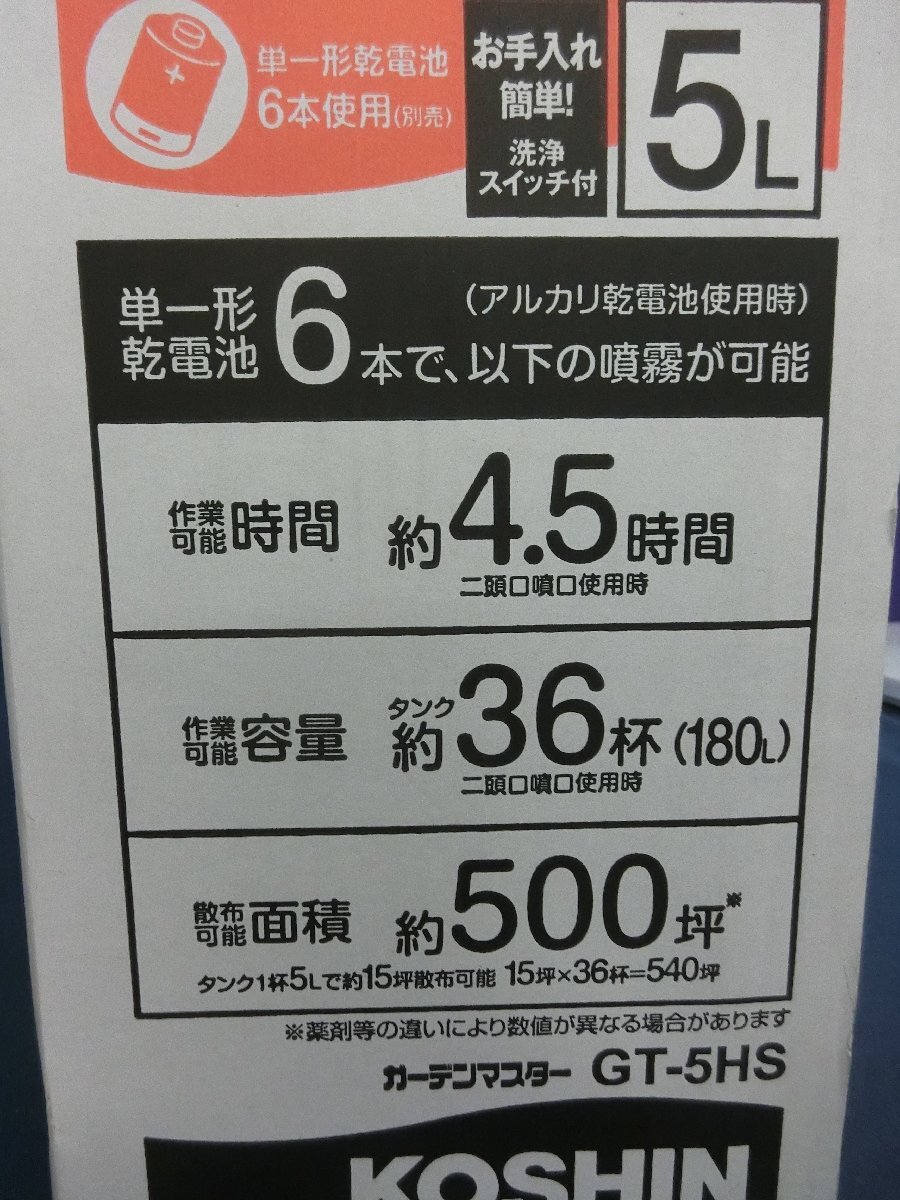 単一形乾電池
6本使用(別売)
お手入れ
簡単!
洗浄
スイッチ付
5L
単一形
乾電池
6
(アルカリ乾電池使用時)
本で、以下の噴霧が可能
作業
可能
時間 約4.5時間
二頭口噴口使用時
作業
可能
容量
タンク
約36杯(180L)
二頭口噴口使用時
散布
可能
面積 約500坪※
タンク1杯5Lで約15坪散布可能 15坪×36杯=540坪
※薬剤等の違いにより数値が異なる場合があります
ガーデンマスター GT-5HS
KOSHIN